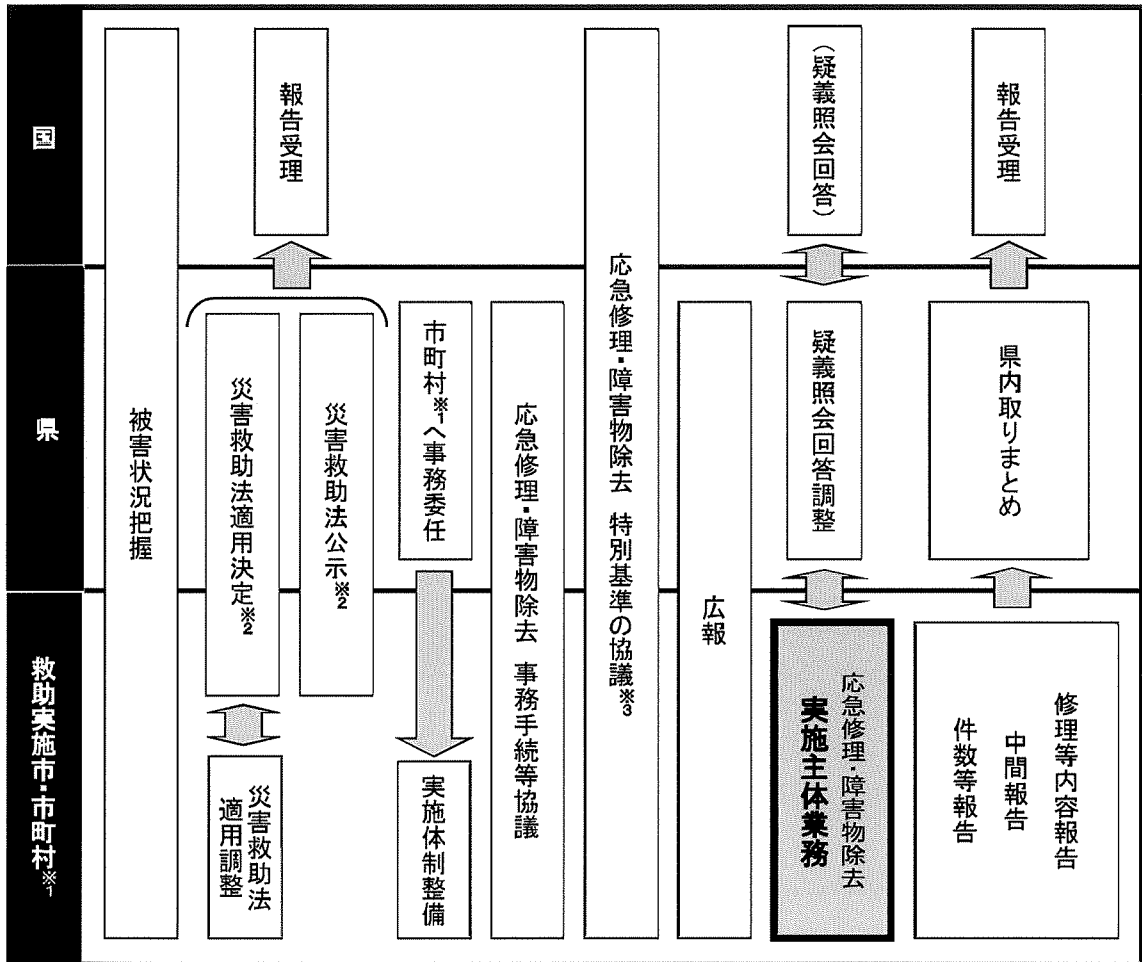 国
県
救助実施市・市町村※1
被害状況把握
報告受理
災害救助法適用決定※2
災害救助法公示※2
災害救助法
適用調整
市町村※1へ事務委任
実施体制整備
応急修理・障害物除去 事務手続等協議
応急修理・障害物除去 特別基準の協議※3
広報
(疑義照会回答)
疑義照会回答調整
応急修理・障害物除去
実施主体業務
報告受理
県内取りまとめ
修理等内容報告
中間報告
件数等報告